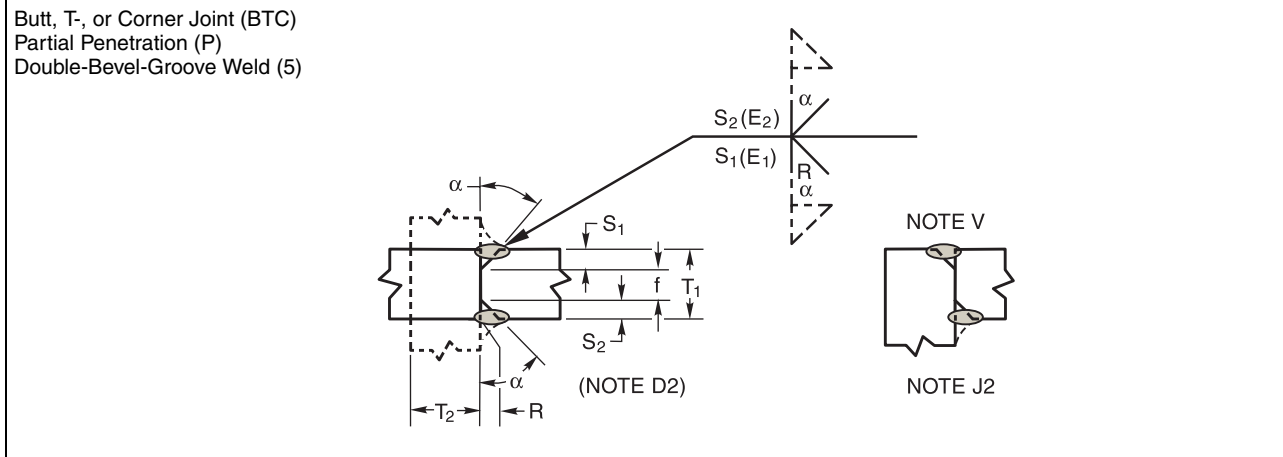 Butt, T-, or Corner Joint (BTC)
Partial Penetration (P)
Double-Bevel-Groove Weld (5)
α
S₂(E₂)
S₁(E₁)
R
α
α
S₁
f
T₁
S₂
α
T₂
R
(NOTE D2)
NOTE V
NOTE J2